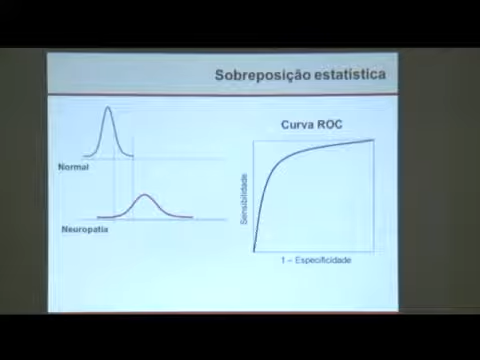 Sobreposição estatística
Curva ROC
Normal
Neuropatia
Sensibilidade
1 – Especificidade